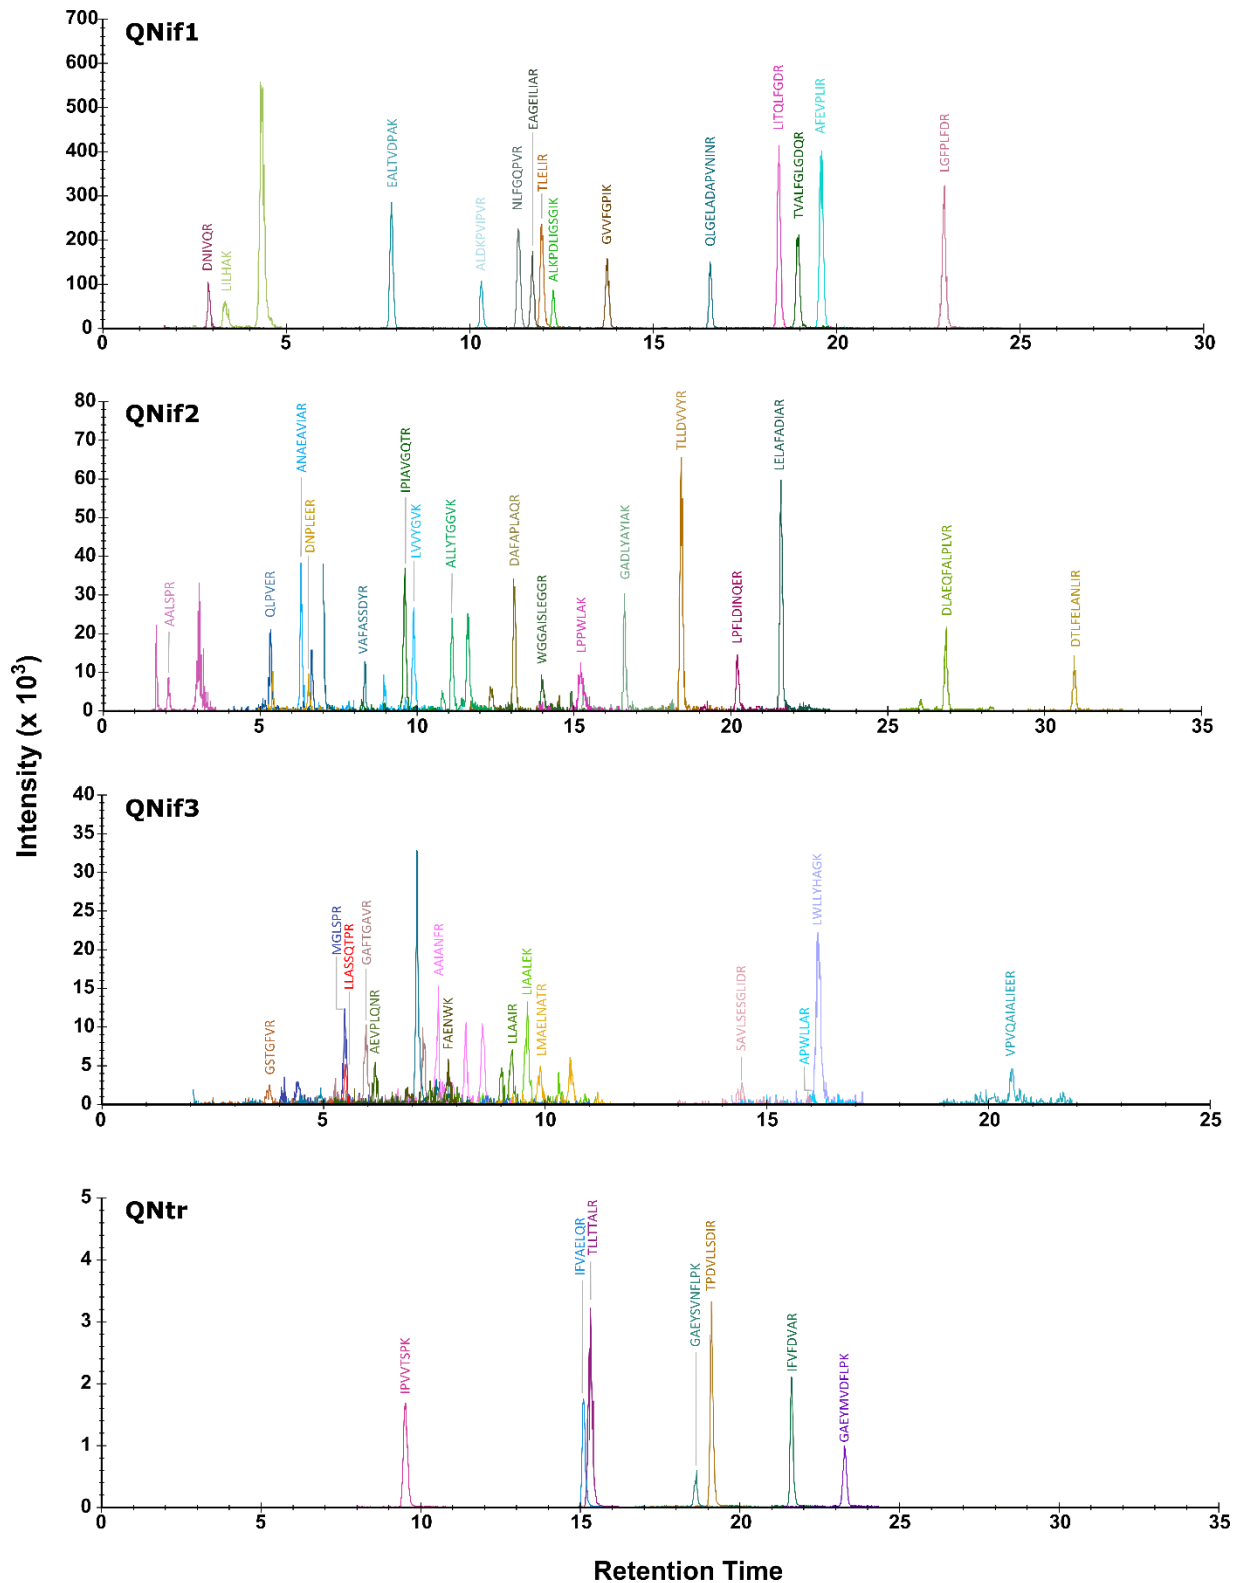 QNif1
700
600
500
400
300
200
100
0
DNIVQR
LILHAK
EALTVDPAK
ALDKPVIPVR
NLFGQPVR
EAGEILIAR
TLELIR
ALKPDLIGSGIK
GVVFGPIK
QLGELADAPVNINR
LITQLFGDR
TVALFGLGDQR
AFEVPLIR
LGFPLFDR
0 5 10 15 20 25 30
QNif2
80
70
60
50
40
30
20
10
0
AALSPR
QLPVER
ANAEAVIAR
DNPLEER
VAFASSDYR
IPIAVGQTR
LVVYGVK
ALLYTGGVK
DAFAPLAQR
WGGAISLEGGR
LPPWLAK
GADLYAYIAK
TLLDVVYR
LPFLDINQER
LELAFADIAR
DLAEQFALPLVR
DTLFELANLIR
0 5 10 15 20 25 30 35
Intensity (x 10³)
QNif3
40
35
30
25
20
15
10
5
0
GSTGFVR
MGLSPR
LLASSQTPR
GAFTGAVR
AEVPLQNR
AAIANFR
FAENWK
LLAAIR
LIAALEK
LMAELNATR
SAVLSESGLIDR
APWLLAR
LWLLYHAGK
VPVQAIALIEER
0 5 10 15 20 25
QNtr
5
4
3
2
1
0
IPVVTSPK
IFVAELQR
TLLTTALR
GAEYSVNFLPK
TPDVLLSDIR
IFVFDVAR
GAEYMVDFLPK
0 5 10 15 20 25 30 35
Retention Time